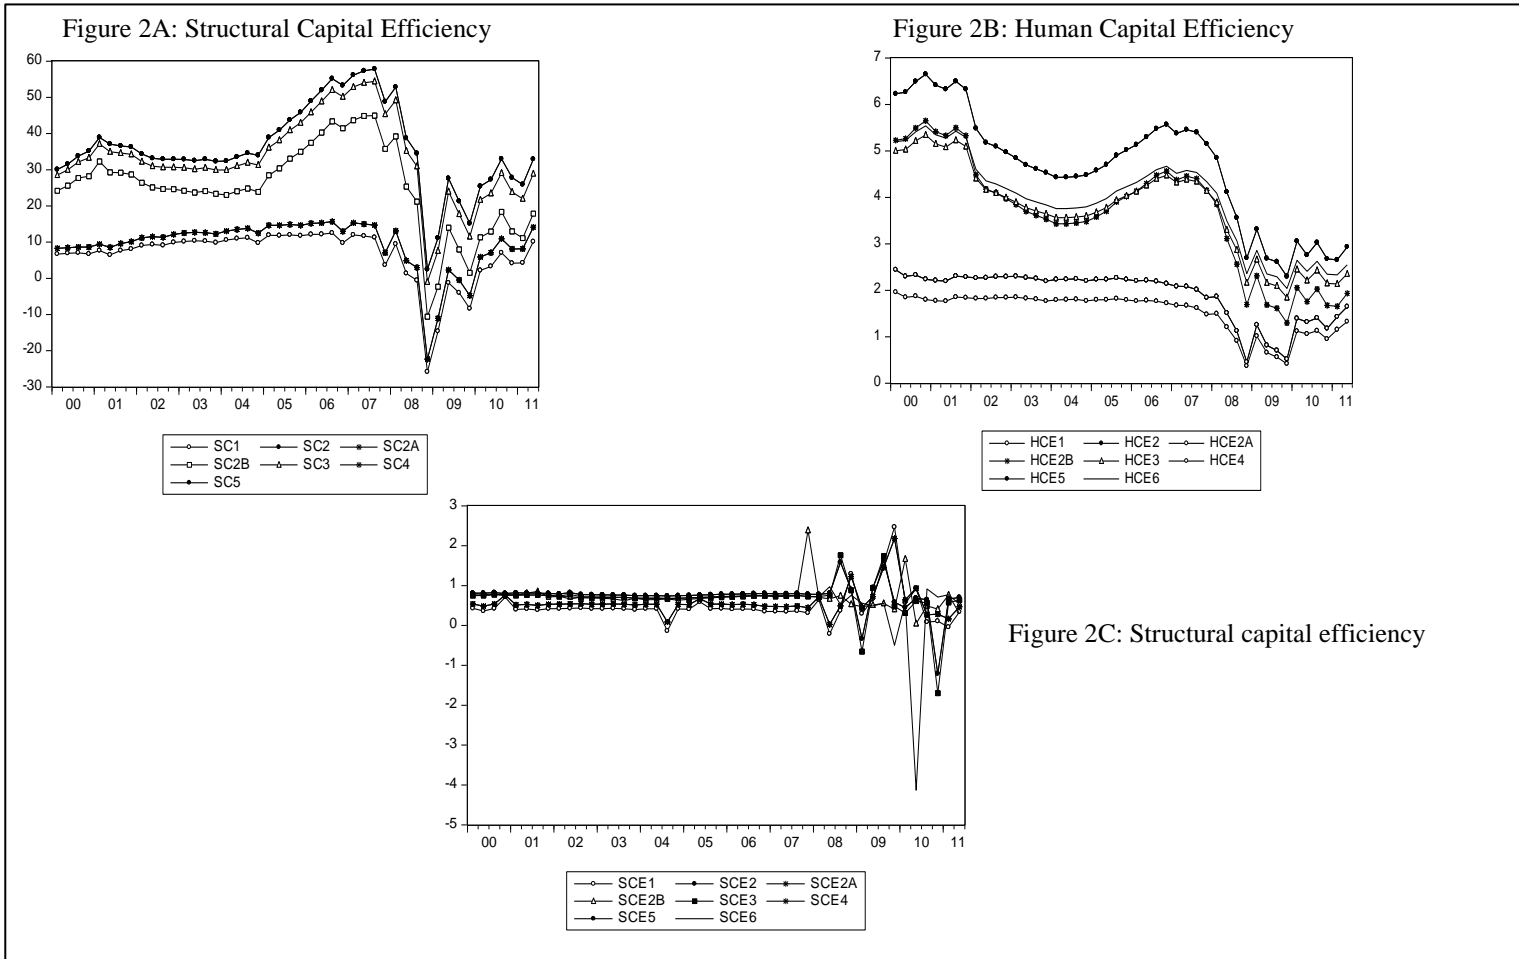 Figure 2A: Structural Capital Efficiency
60
50
40
30
20
10
0
-10
-20
-30
00 01 02 03 04 05 06 07 08 09 10 11
SC1 SC2 SC2A
SC2B SC3 SC4
SC5
Figure 2B: Human Capital Efficiency
7
6
5
4
3
2
1
0
00 01 02 03 04 05 06 07 08 09 10 11
HCE1 HCE2 HCE2A
HCE2B HCE3 HCE4
HCE5 HCE6
3
2
1
0
-1
-2
-3
-4
-5
00 01 02 03 04 05 06 07 08 09 10 11
SCE1 SCE2 SCE2A
SCE2B SCE3 SCE4
SCE5 SCE6
Figure 2C: Structural capital efficiency